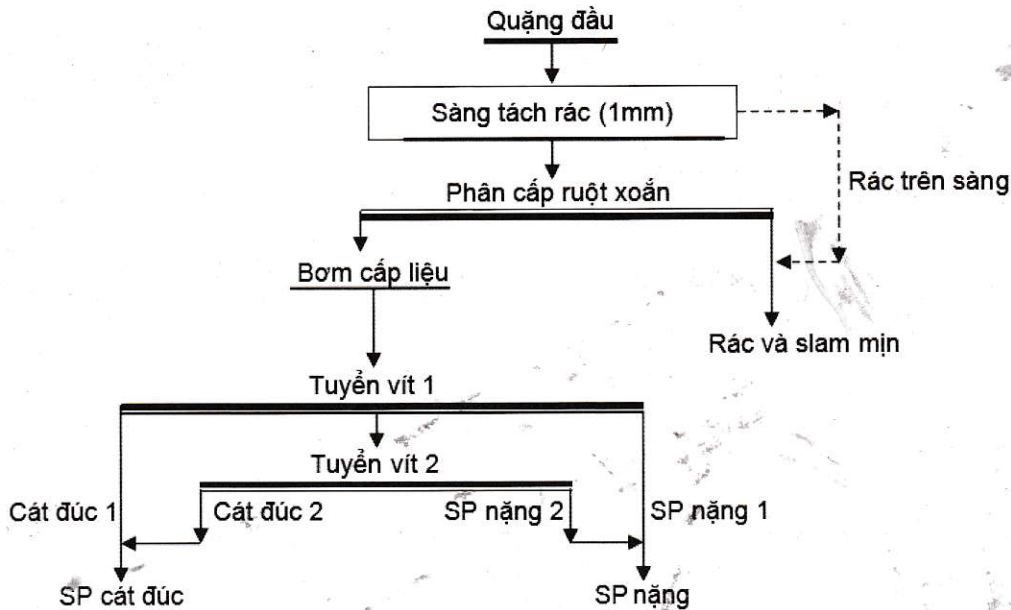 Quặng đầu
Sàng tách rác (1mm)
Rác trên sàng
Phân cấp ruột xoắn
Bơm cấp liệu
Rác và slam mịn
Tuyển vít 1
Tuyển vít 2
Cát đúc 1
Cát đúc 2
SP nặng 2
SP nặng 1
SP cát đúc
SP nặng